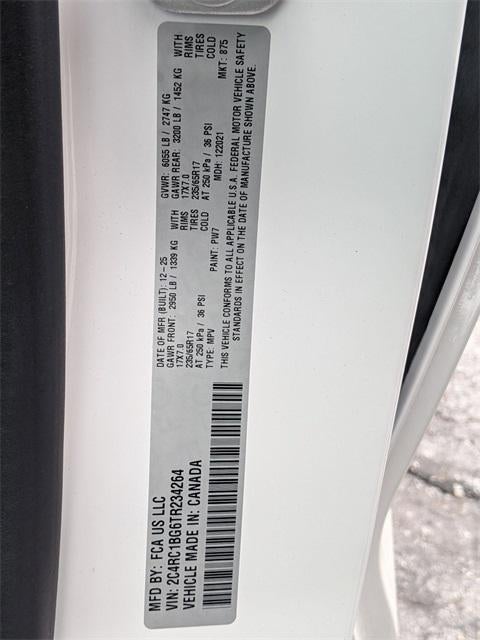 MFD BY: FCA US LLC
VIN: 2C4RC1BG6TR234264
VEHICLE MADE IN: CANADA
DATE OF MFR (BUILT): 12-25 GVWR: 6055 LB / 2747 KG
GAWR FRONT: 2950 LB / 1339 KG WITH GAWR REAR: 3200 LB / 1452 KG WITH
17X7.0 RIMS 17X7.0 RIMS
235/65R17 TIRES 235/65R17 TIRES
AT 250 kPa / 36 PSI COLD AT 250 kPa / 36 PSI COLD
TYPE: MPV PAINT: PW7 MDH: 122021 MKT: 875
THIS VEHICLE CONFORMS TO ALL APPLICABLE U.S.A. FEDERAL MOTOR VEHICLE SAFETY
STANDARDS IN EFFECT ON THE DATE OF MANUFACTURE SHOWN ABOVE.